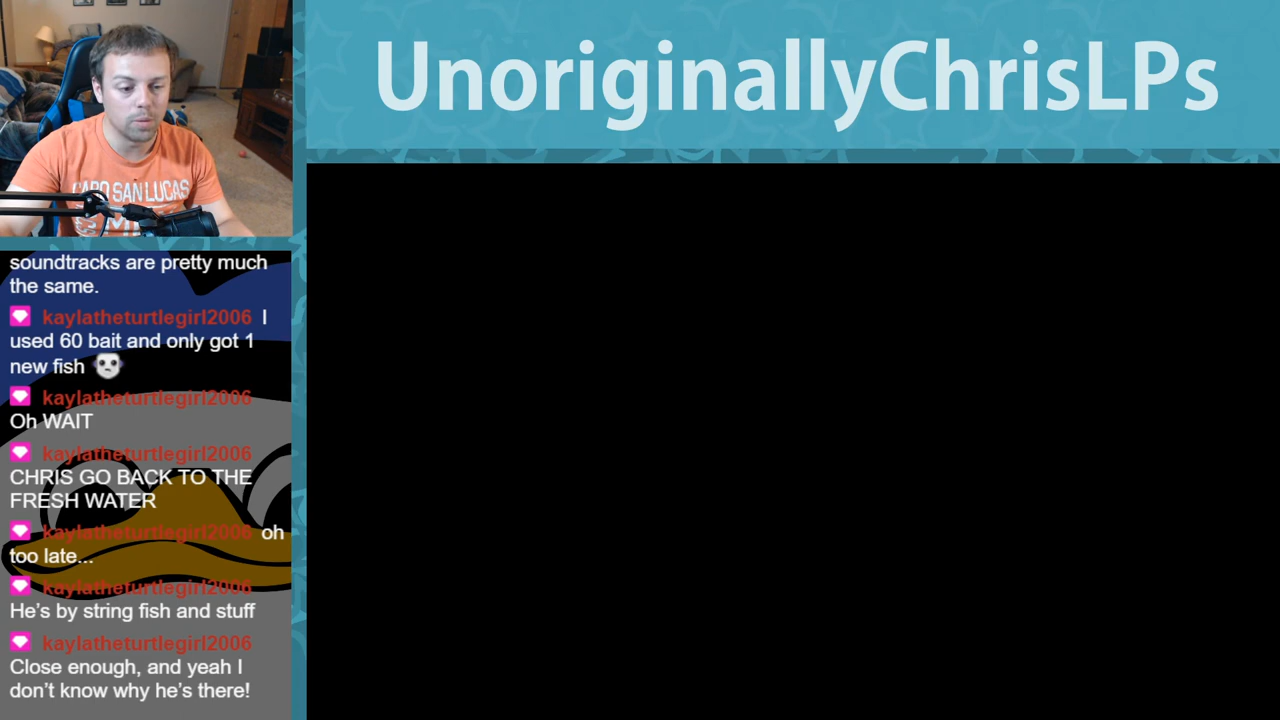 UnoriginallyChrisLPs
CABO SAN LUCAS
soundtracks are pretty much
the same.
kaylatheturtlegirl2006 I
used 60 bait and only got 1
new fish
kaylatheturtlegirl2006
Oh WAIT
kaylatheturtlegirl2006
CHRIS GO BACK TO THE
FRESH WATER
kaylatheturtlegirl2006 oh
too late...
kaylatheturtlegirl2006
He's by string fish and stuff
kaylatheturtlegirl2006
Close enough, and yeah I
don't know why he's there!